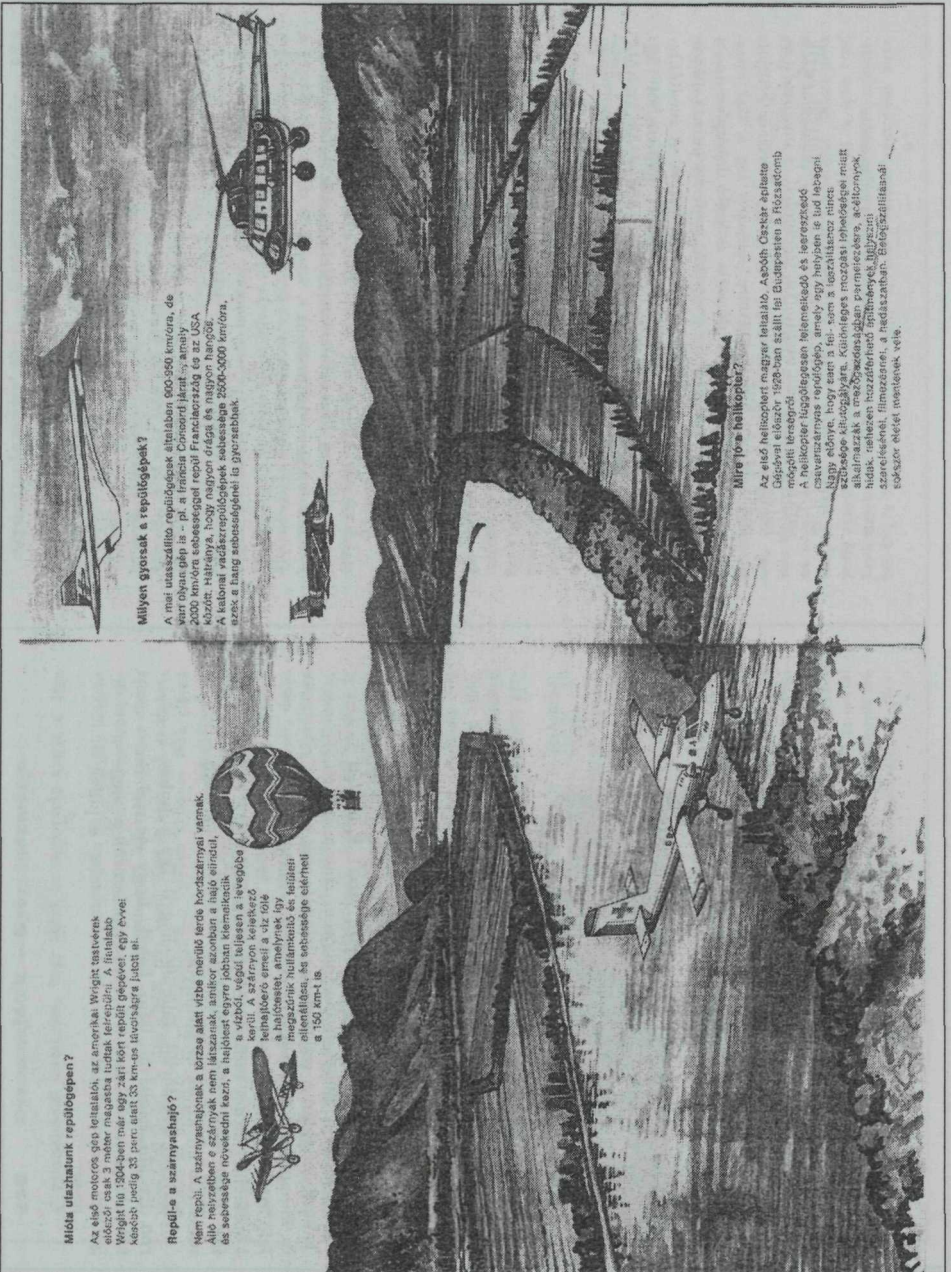 Mióta utazhatunk repülőgépen?
Az első motoros gép feltalálói, az amerikai Wright testvérek
először csak 3 méter magasba tudtak felrepülni. A fiatalabb
Wright fiú 1904-ben már egy zárt kört repült gépével, egy évvel
később pedig 33 perc alatt 33 km-es távolságra jutott el.
Repül-e a szárnyashajó?
Nem repül. A szárnyashajónak a törzse alatt vízbe merülő ferde hordszárnyai vannak.
Álló helyzetben e szárnyak nem látszanak, amikor azonban a hajó elindul,
és sebessége növekedni kezd, a hajótest egyre jobban kiemelkedik
a vízből, végül teljesen a levegőbe
kerül. A szárnyon keletkező
felhajtóerő emeli a víz fölé
a hajótestet, amelynek így
megszűnik hullámkeltő és felületi
ellenállása, és sebessége elérheti
a 150 km-t is.
Milyen gyorsak a repülőgépek?
A mai utasszállító repülőgépek általában 900-950 km/óra, de
van olyan gép is - pl. a francia Concord járat -, amely
2000 km/óra sebességgel repül Franciaország és az USA
között. Hátránya, hogy nagyon drága és nagyon hangos.
A katonai vadászrepülőgépek sebessége 2500-3000 km/óra,
ezek a hang sebességénél is gyorsabbak.
Mire jó a helikopter?
Az első helikoptert magyar feltaláló, Asbóth Oszkár építette
Gépével először 1928-ban szállt fel Budapesten a Rózsadomb
mögötti térségről
A helikopter függőlegesen felemelkedő és leereszkedő
csavarszárnyas repülőgép, amely egy helyben is tud lebegni
Nagy előnye, hogy sem a fel- sem a leszálláshoz nincs
szüksége kifutópályára. Különleges mozgási lehetőségei miatt
alkalmazzák a mezőgazdaságban permetezésre, acéltornyok,
hidak, nehezen hozzáférhető építmények helyszíni
szerelésénél, filmezésnél, a hadászatban. Betegszállításnál
sokszor életet mentenek vele.